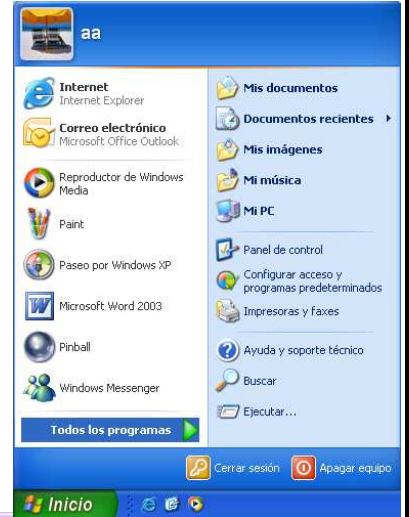 aa
Internet
Internet Explorer
Correo electrónico
Microsoft Office Outlook
Reproductor de Windows
Media
Paint
Paseo por Windows XP
Microsoft Word 2003
Pinball
Windows Messenger
Todos los programas
Mis documentos
Documentos recientes
Mis imágenes
Mi música
Mi PC
Panel de control
Configurar acceso y
programas predeterminados
Impresoras y faxes
Ayuda y soporte técnico
Buscar
Ejecutar...
Cerrar sesión
Apagar equipo
Inicio